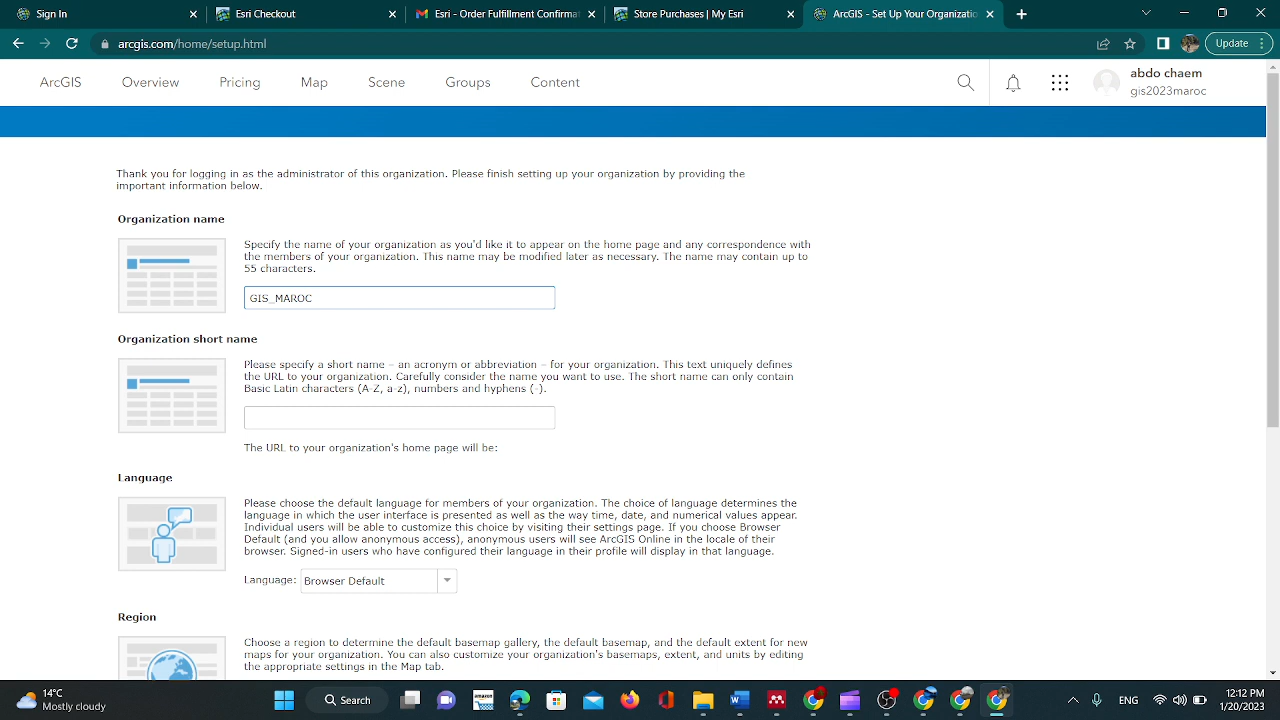 Sign In
Esri Checkout
Esri - Order Fulfillment Confirmat
Store Purchases | My Esri
ArcGIS - Set Up Your Organizatio
arcgis.com/home/setup.html
Update
ArcGIS Overview Pricing Map Scene Groups Content
abdo chaem
gis2023maroc
Thank you for logging in as the administrator of this organization. Please finish setting up your organization by providing the
important information below.
Organization name
Specify the name of your organization as you'd like it to appear on the home page and any correspondence with
the members of your organization. This name may be modified later as necessary. The name may contain up to
55 characters.
GIS_MAROC
Organization short name
Please specify a short name – an acronym or abbreviation – for your organization. This text uniquely defines
the URL to your organization. Carefully consider the name you want to use. The short name can only contain
Basic Latin characters (A-Z, a-z), numbers and hyphens (-).
The URL to your organization's home page will be:
Language
Please choose the default language for members of your organization. The choice of language determines the
language in which the user interface is presented as well as the way time, date, and numerical values appear.
Individual users will be able to customize this choice by visiting their settings page. If you choose Browser
Default (and you allow anonymous access), anonymous users will see ArcGIS Online in the locale of their
browser. Signed-in users who have configured their language in their profile will display in that language.
Language: Browser Default
Region
Choose a region to determine the default basemap gallery, the default basemap, and the default extent for new
maps for your organization. You can also customize your organization's basemaps, extent, and units by editing
the appropriate settings in the Map tab.
14°C
Mostly cloudy
Search
ENG
12:12 PM
1/20/2023